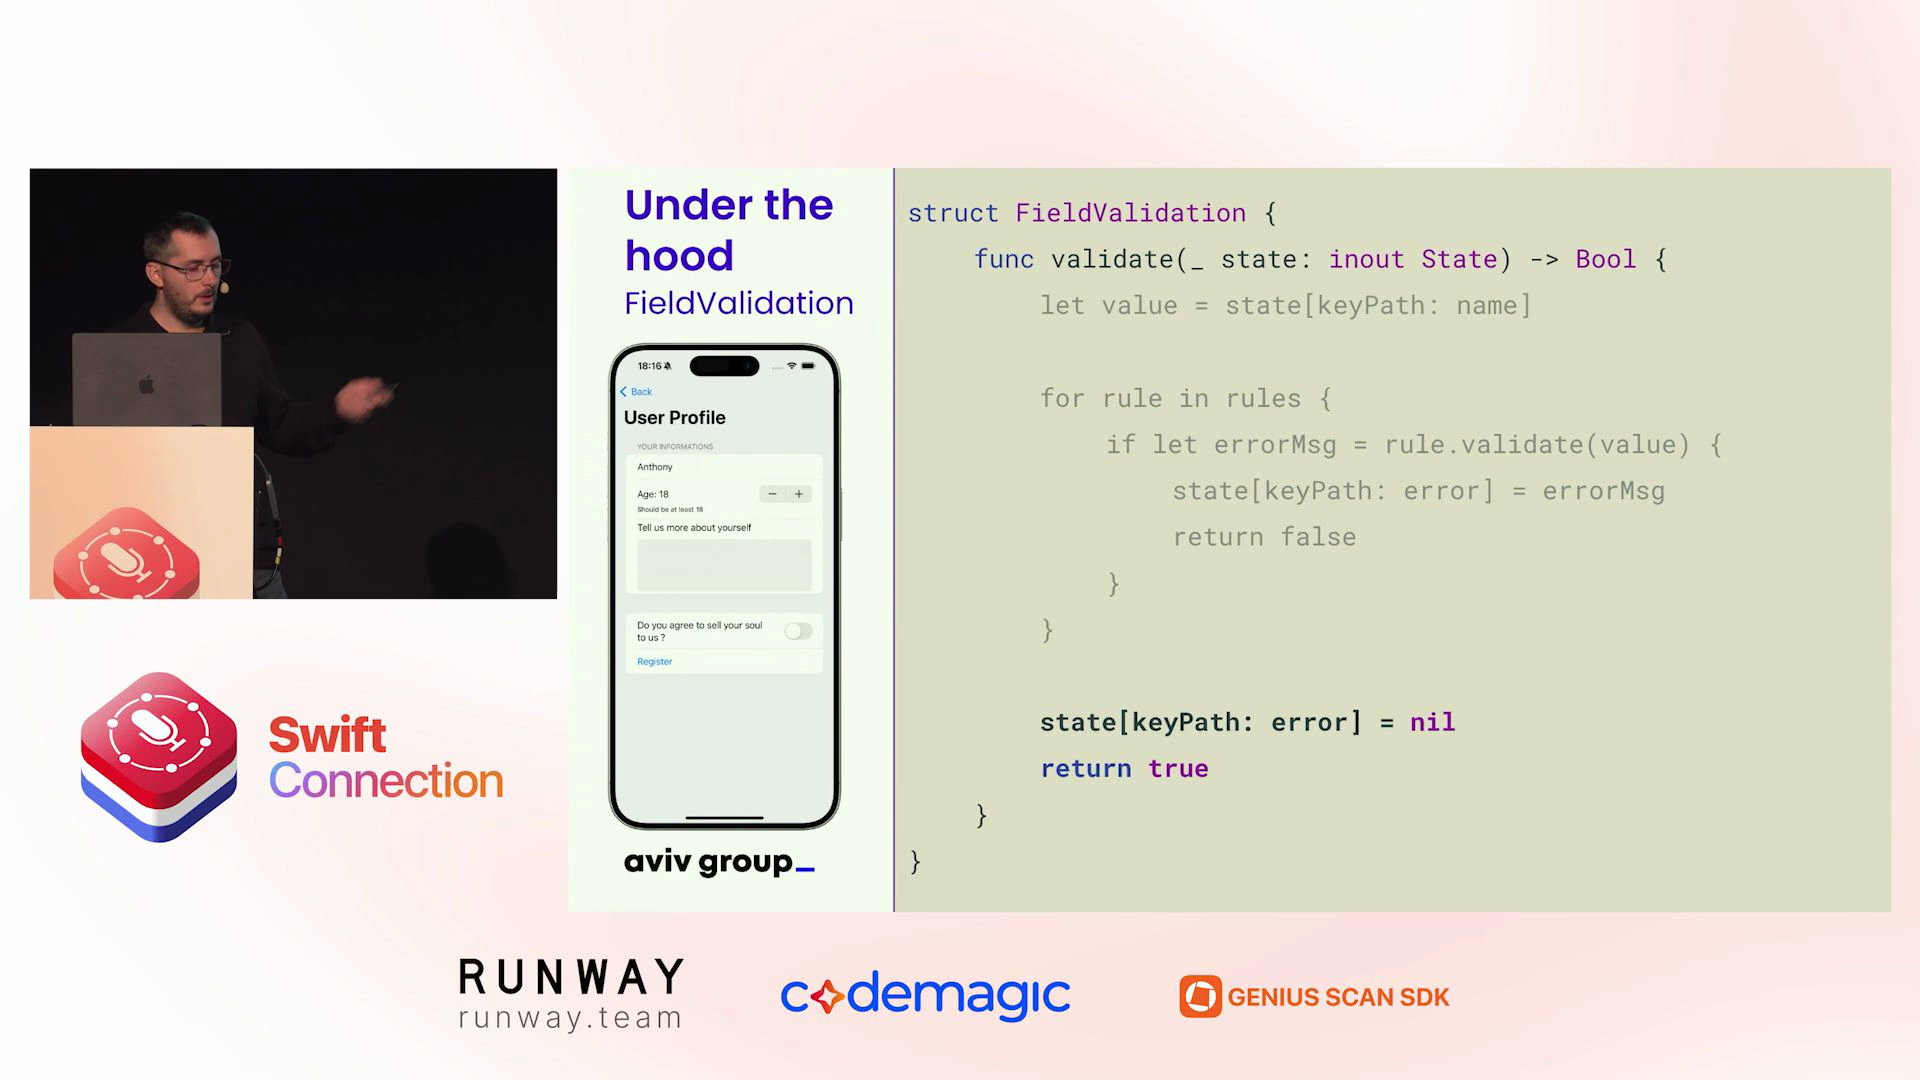 Under the
hood
FieldValidation
18:16
Back
User Profile
YOUR INFORMATIONS
Anthony
Age: 18
Should be at least 18
Tell us more about yourself
Do you agree to sell your soul
to us ?
Register
aviv group_
struct FieldValidation {
func validate(_ state: inout State) -> Bool {
let value = state[keyPath: name]
for rule in rules {
if let errorMsg = rule.validate(value) {
state[keyPath: error] = errorMsg
return false
}
}
state[keyPath: error] = nil
return true
}
}
Swift
Connection
RUNWAY
runway.team
codemagic
GENIUS SCAN SDK